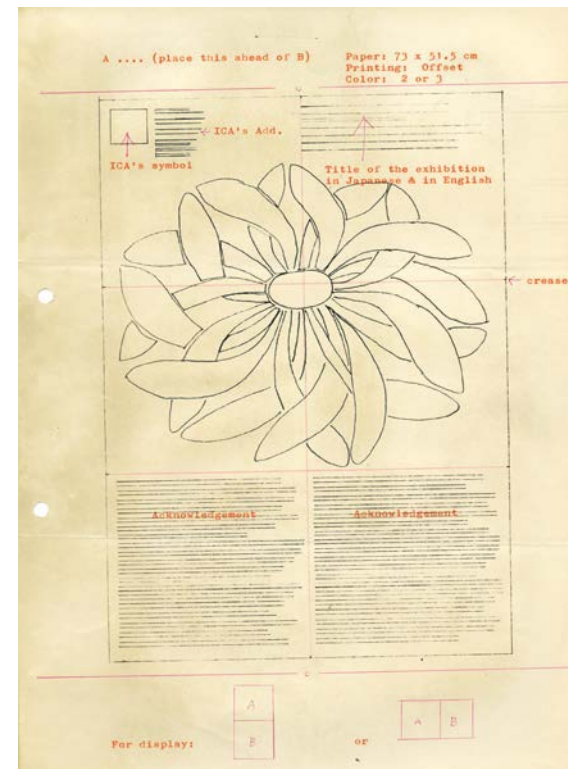 A .... (place this ahead of B)
Paper: 73 x 51.5 cm
Printing: Offset
Color: 2 or 3
ICA's Add.
ICA's symbol
Title of the exhibition
in Japanese & in English
crease
Acknowledgement
Acknowledgement
A
B
A B
For display:
or